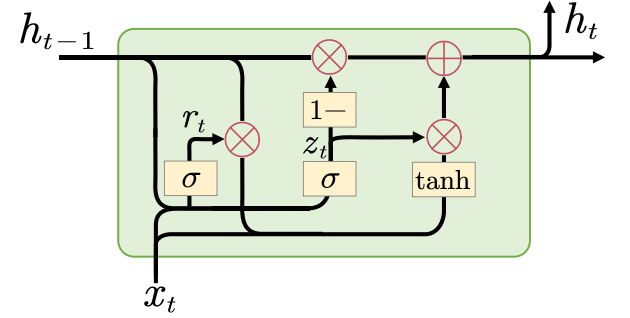 h_{t−1}
h_t
1−
r_t
z_t
σ
σ
tanh
x_t